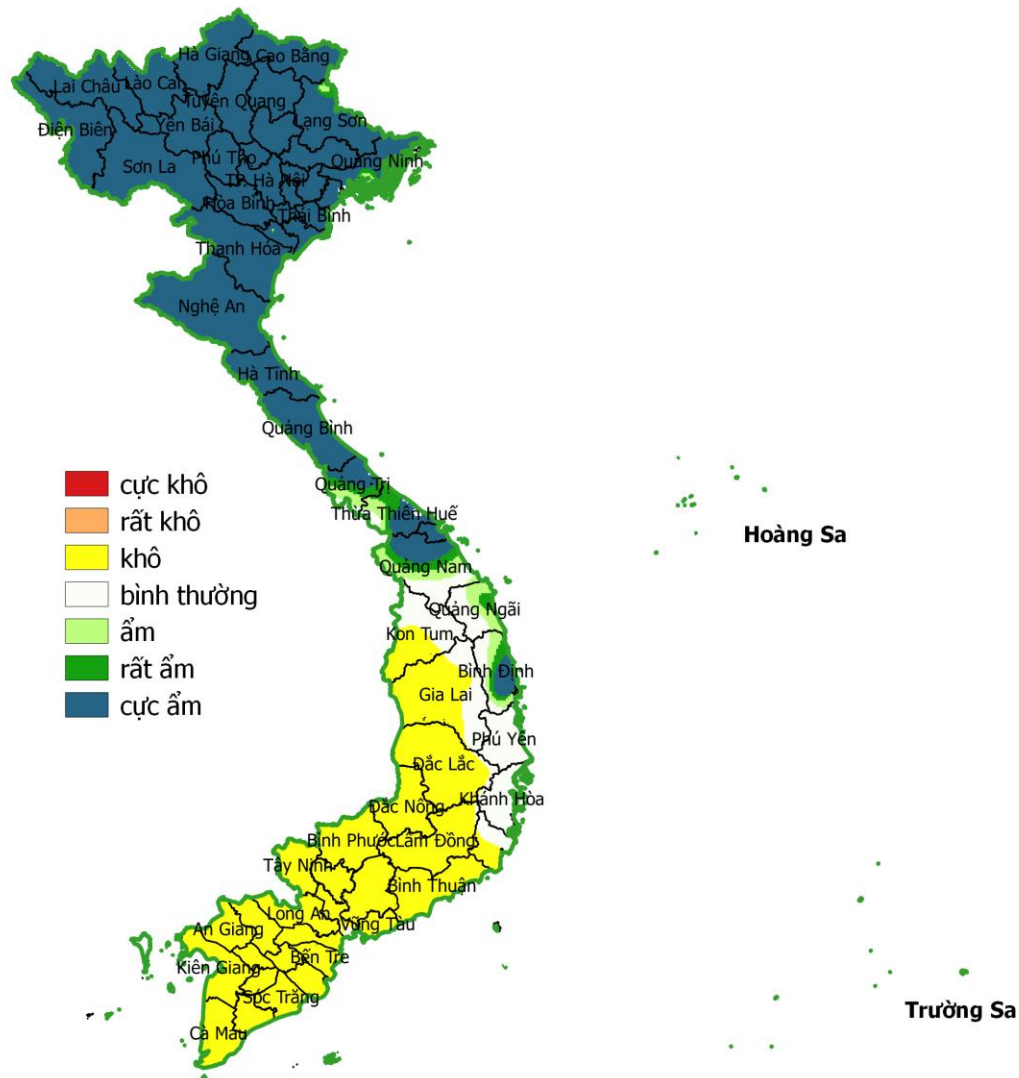 Hà Giang
Cao Bằng
Lai Châu
Lào Cai
Tuyên Quang
Điện Biên
Yên Bái
Lạng Sơn
Sơn La
Phú Thọ
Quảng Ninh
TP. Hà Nội
Hòa Bình
Thái Bình
Thanh Hóa
Nghệ An
Hà Tĩnh
Quảng Bình
Quảng Trị
Thừa Thiên Huế
Quảng Nam
Quảng Ngãi
Kon Tum
Bình Định
Gia Lai
Phú Yên
Đắc Lắc
Khánh Hòa
Đắc Nông
Bình Phước
Lâm Đồng
Tây Ninh
Bình Thuận
Long An
Vũng Tàu
An Giang
Bến Tre
Kiên Giang
Sóc Trăng
Cà Mau
cực khô
rất khô
khô
bình thường
ẩm
rất ẩm
cực ẩm
Hoàng Sa
Trường Sa